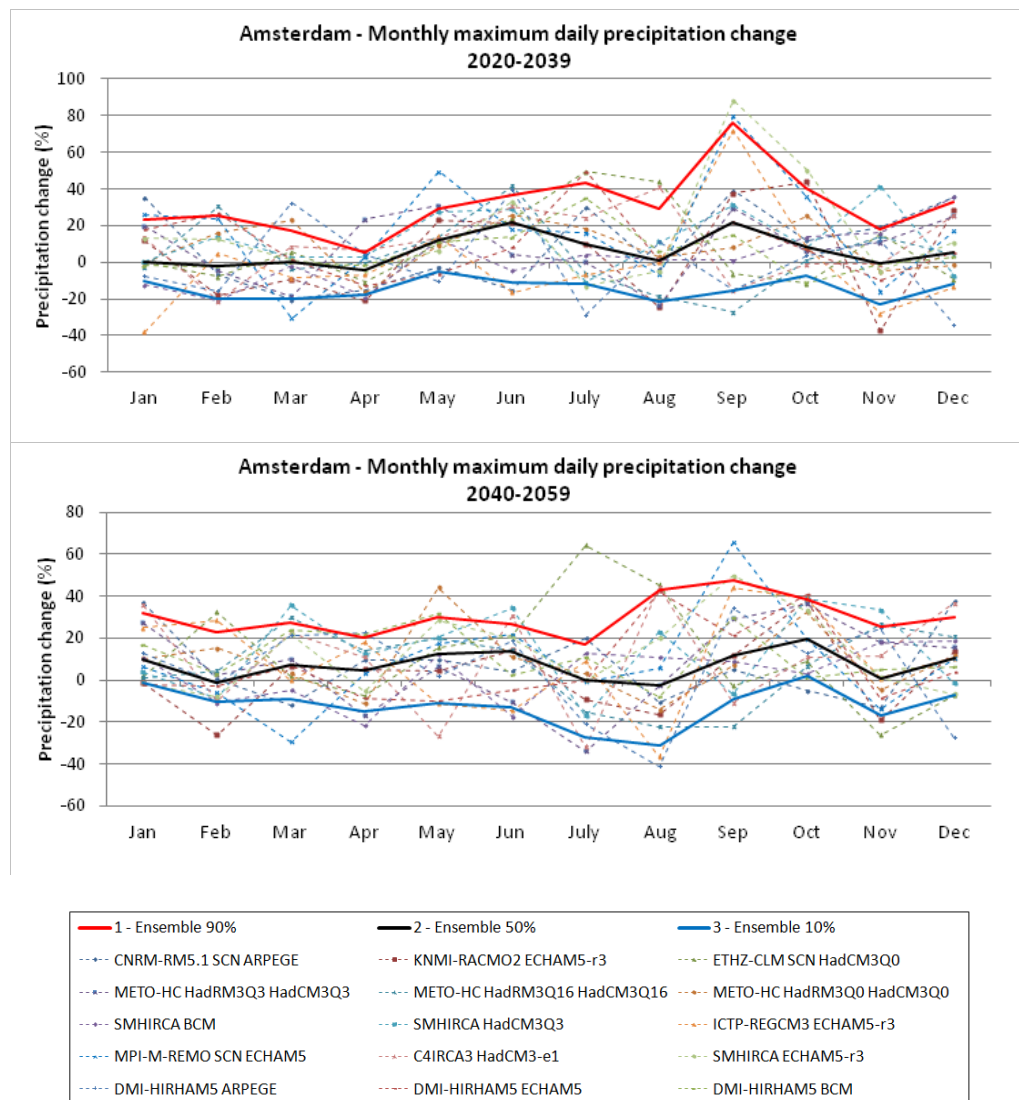 Amsterdam - Monthly maximum daily precipitation change
2020-2039
Precipitation change (%)
100
80
60
40
20
0
-20
-40
-60
Jan Feb Mar Apr May Jun July Aug Sep Oct Nov Dec
Amsterdam - Monthly maximum daily precipitation change
2040-2059
Precipitation change (%)
80
60
40
20
0
-20
-40
-60
Jan Feb Mar Apr May Jun July Aug Sep Oct Nov Dec
1 - Ensemble 90% 2 - Ensemble 50% 3 - Ensemble 10%
CNRM-RM5.1 SCN ARPEGE KNMI-RACMO2 ECHAM5-r3 ETHZ-CLM SCN HadCM3Q0
METO-HC HadRM3Q3 HadCM3Q3 METO-HC HadRM3Q16 HadCM3Q16 METO-HC HadRM3Q0 HadCM3Q0
SMHIRCA BCM SMHIRCA HadCM3Q3 ICTP-REGCM3 ECHAM5-r3
MPI-M-REMO SCN ECHAM5 C4IRCA3 HadCM3-e1 SMHIRCA ECHAM5-r3
DMI-HIRHAM5 ARPEGE DMI-HIRHAM5 ECHAM5 DMI-HIRHAM5 BCM